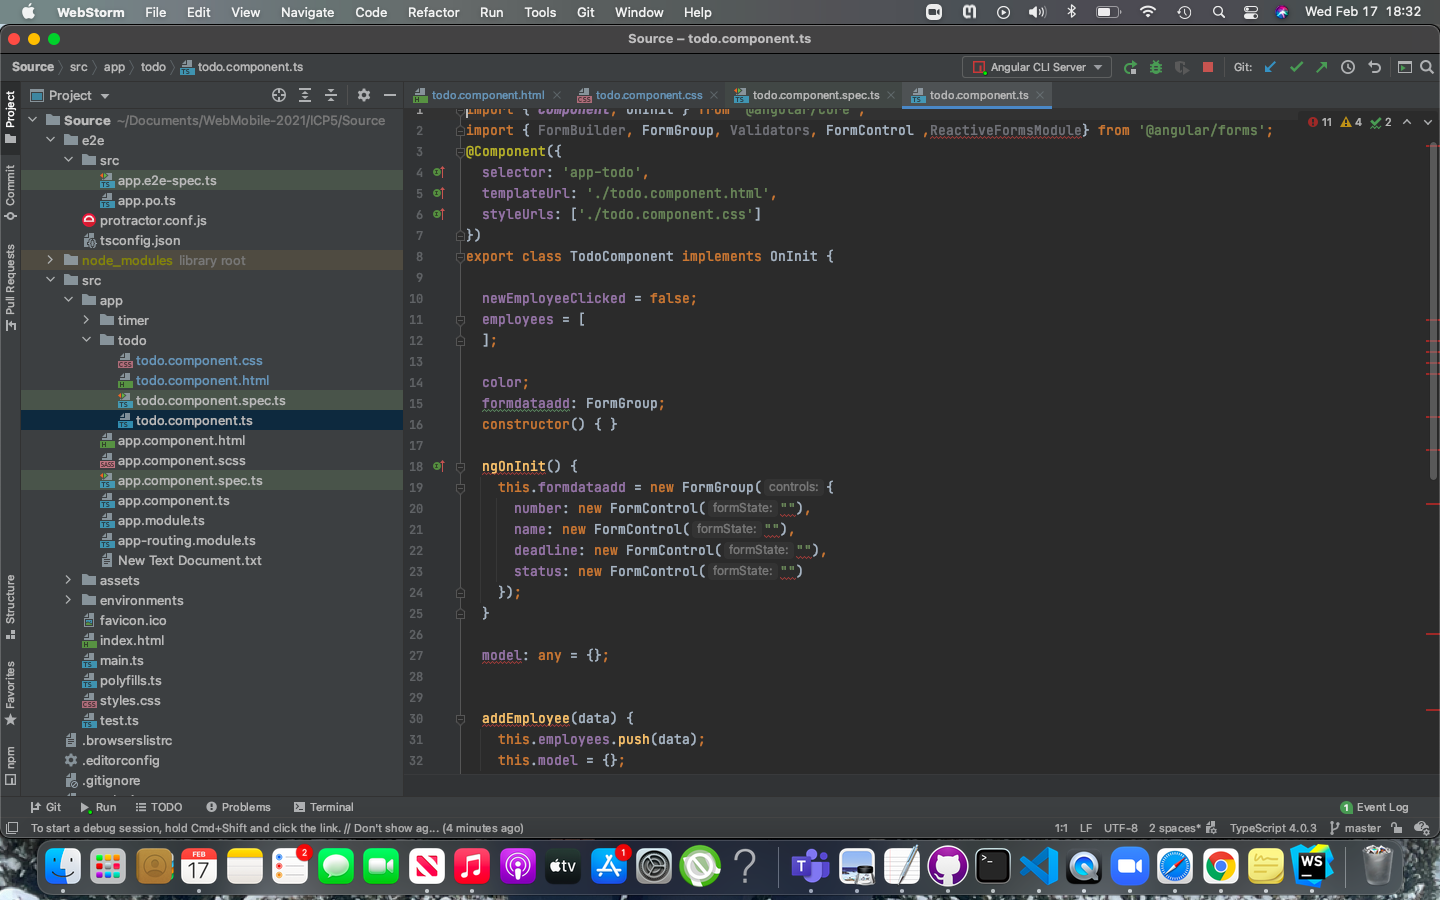 WebStorm File Edit View Navigate Code Refactor Run Tools Git Window Help Wed Feb 17 18:32
Source – todo.component.ts
Source src app todo todo.component.ts Angular CLI Server Git:
Project
todo.component.html todo.component.css todo.component.spec.ts todo.component.ts
Project
Commit
Pull Requests
Structure
Favorites
npm
Source ~/Documents/WebMobile-2021/ICP5/Source
e2e
src
app.e2e-spec.ts
app.po.ts
protractor.conf.js
tsconfig.json
node_modules library root
src
app
timer
todo
todo.component.css
todo.component.html
todo.component.spec.ts
todo.component.ts
app.component.html
app.component.scss
app.component.spec.ts
app.component.ts
app.module.ts
app-routing.module.ts
New Text Document.txt
assets
environments
favicon.ico
index.html
main.ts
polyfills.ts
styles.css
test.ts
.browserslistrc
.editorconfig
.gitignore
11 4 2
1 import { Component, OnInit } from '@angular/core';
2 import { FormBuilder, FormGroup, Validators, FormControl ,ReactiveFormsModule} from '@angular/forms';
3 @Component({
4 selector: 'app-todo',
5 templateUrl: './todo.component.html',
6 styleUrls: ['./todo.component.css']
7 })
8 export class TodoComponent implements OnInit {
9
10 newEmployeeClicked = false;
11 employees = [
12 ];
13
14 color;
15 formdataadd: FormGroup;
16 constructor() { }
17
18 ngOnInit() {
19 this.formdataadd = new FormGroup( controls: {
20 number: new FormControl( formState: ""),
21 name: new FormControl( formState: ""),
22 deadline: new FormControl( formState: ""),
23 status: new FormControl( formState: "")
24 });
25 }
26
27 model: any = {};
28
29
30 addEmployee(data) {
31 this.employees.push(data);
32 this.model = {};
Git Run TODO Problems Terminal 1 Event Log
To start a debug session, hold Cmd+Shift and click the link. // Don't show ag... (4 minutes ago) 1:1 LF UTF-8 2 spaces* TypeScript 4.0.3 master
FEB
17
2
tv
1
WS